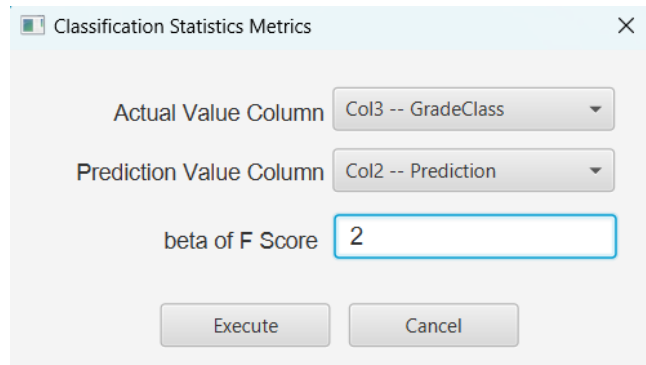 Classification Statistics Metrics
Actual Value Column Col3 -- GradeClass
Prediction Value Column Col2 -- Prediction
beta of F Score 2
Execute Cancel